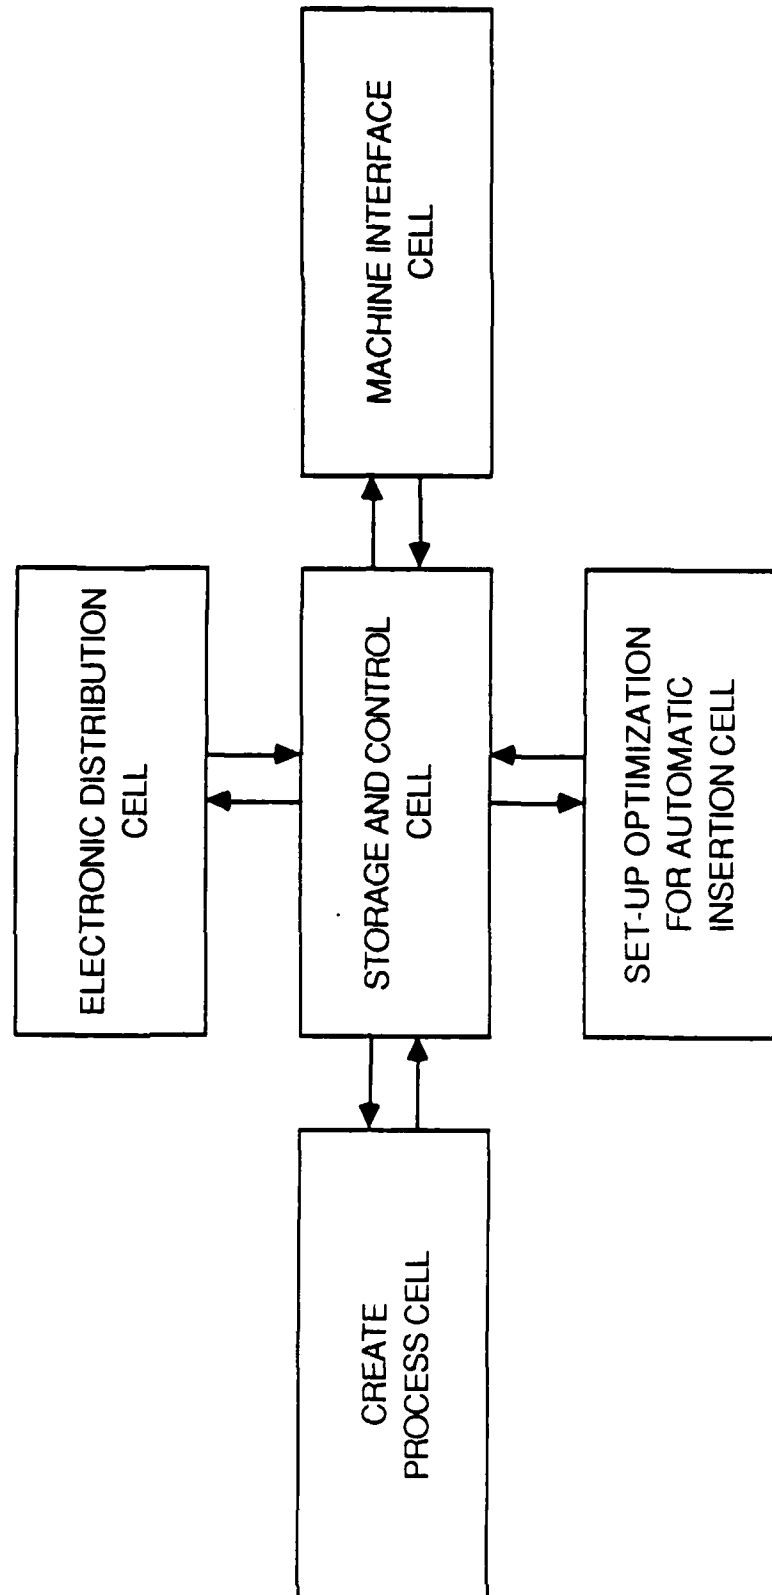 ELECTRONIC DISTRIBUTION
CELL
CREATE
PROCESS CELL
STORAGE AND CONTROL
CELL
MACHINE INTERFACE
CELL
SET-UP OPTIMIZATION
FOR AUTOMATIC
INSERTION CELL